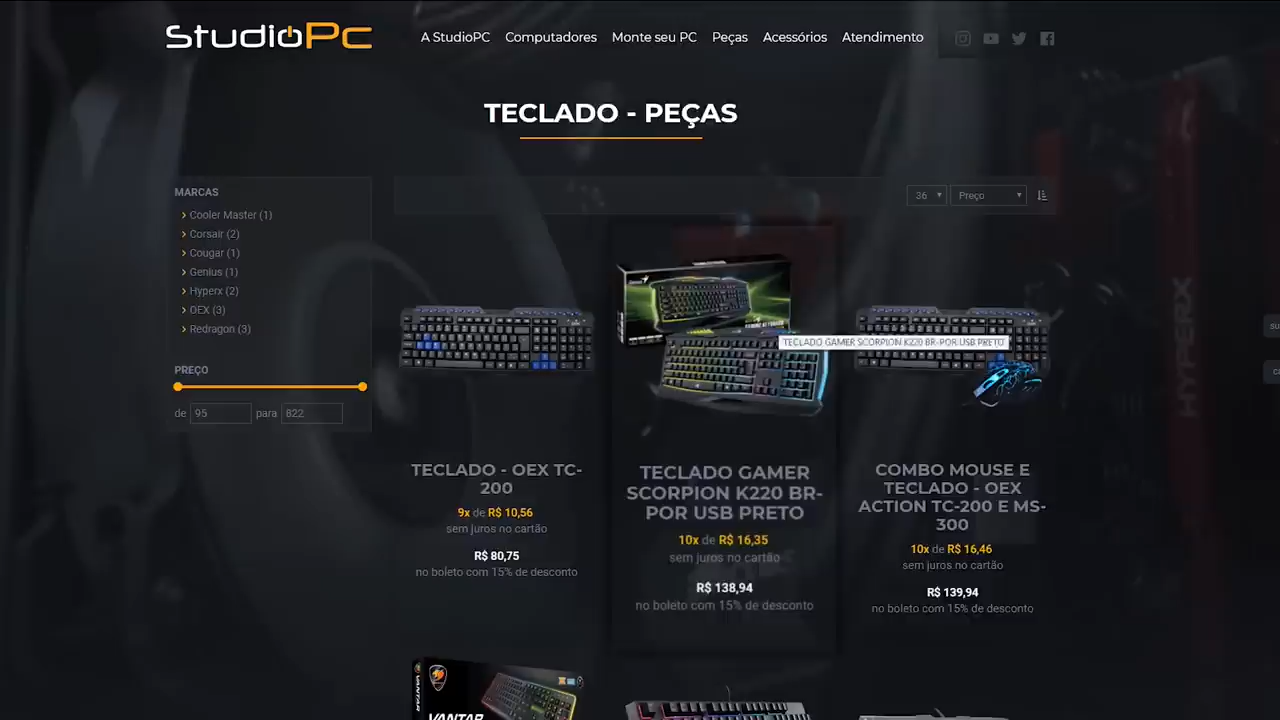 StudioPc
A StudioPC Computadores Monte seu PC Peças Acessórios Atendimento
TECLADO - PEÇAS
MARCAS
Cooler Master (1)
Corsair (2)
Cougar (1)
Genius (1)
Hyperx (2)
OEX (3)
Redragon (3)
PREÇO
de 95 para 822
36 Preço
TECLADO GAMER SCORPION K220 BR-POR USB PRETO
HYPERX
TECLADO - OEX TC-
200
9x de R$ 10,56
sem juros no cartão
R$ 80,75
no boleto com 15% de desconto
TECLADO GAMER
SCORPION K220 BR-
POR USB PRETO
10x de R$ 16,35
sem juros no cartão
R$ 138,94
no boleto com 15% de desconto
COMBO MOUSE E
TECLADO - OEX
ACTION TC-200 E MS-
300
10x de R$ 16,46
sem juros no cartão
R$ 139,94
no boleto com 15% de desconto
VANTAR
VANTAR